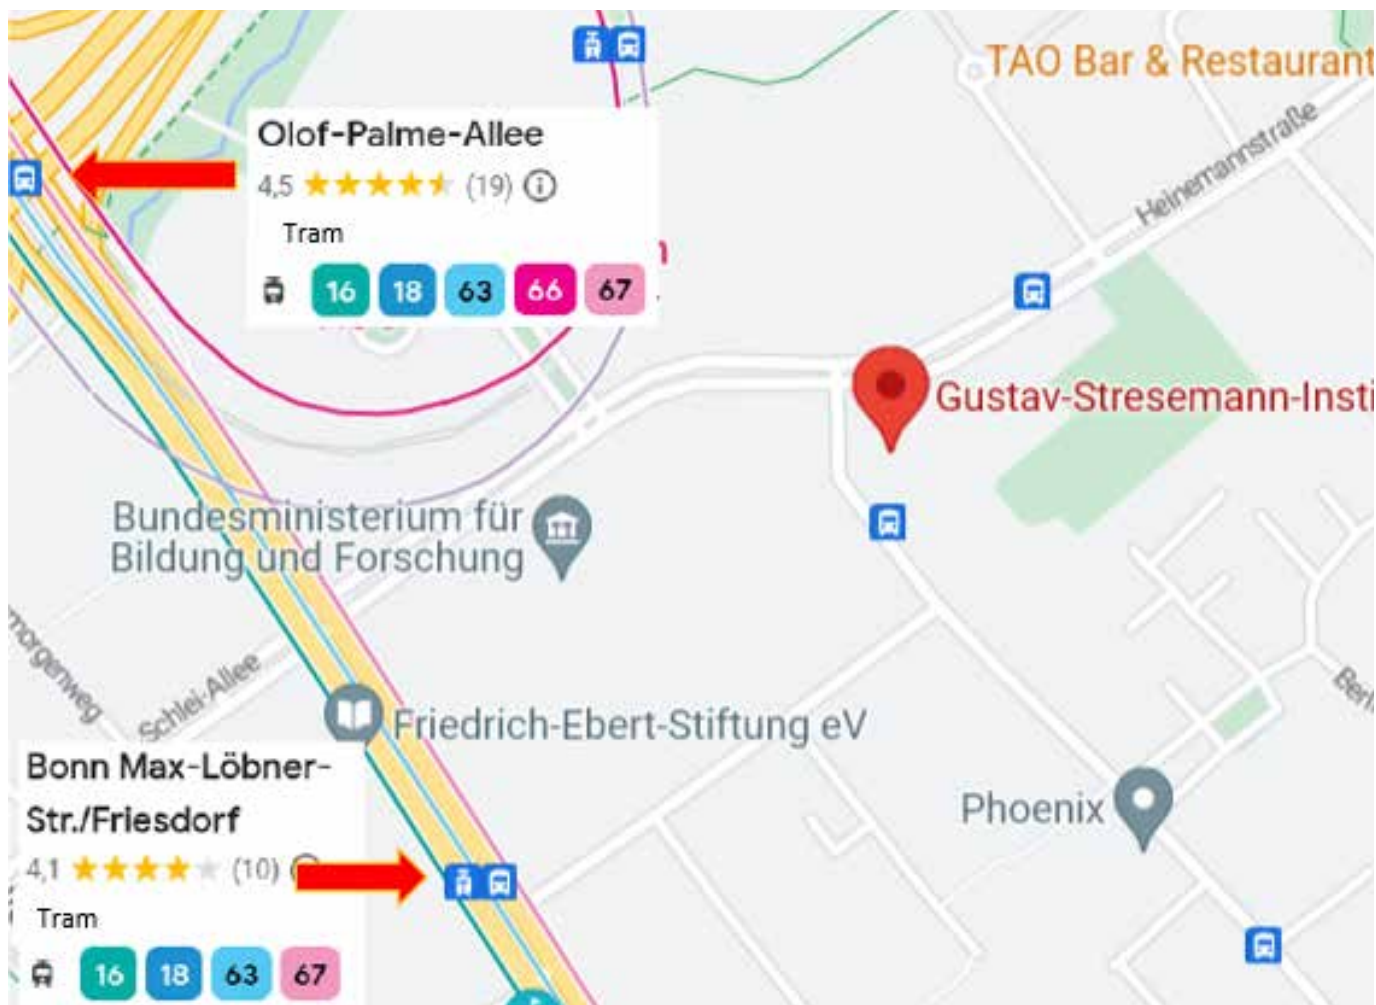 TAO Bar & Restaurant
Olof-Palme-Allee
4,5 (19)
Tram
16 18 63 66 67
Heinemannstraße
Gustav-Stresemann-Insti
Bundesministerium für
Bildung und Forschung
morgenweg
Schlei-Allee
Berli
Friedrich-Ebert-Stiftung eV
Bonn Max-Löbner-
Str./Friesdorf
4,1 (10)
Phoenix
Tram
16 18 63 67